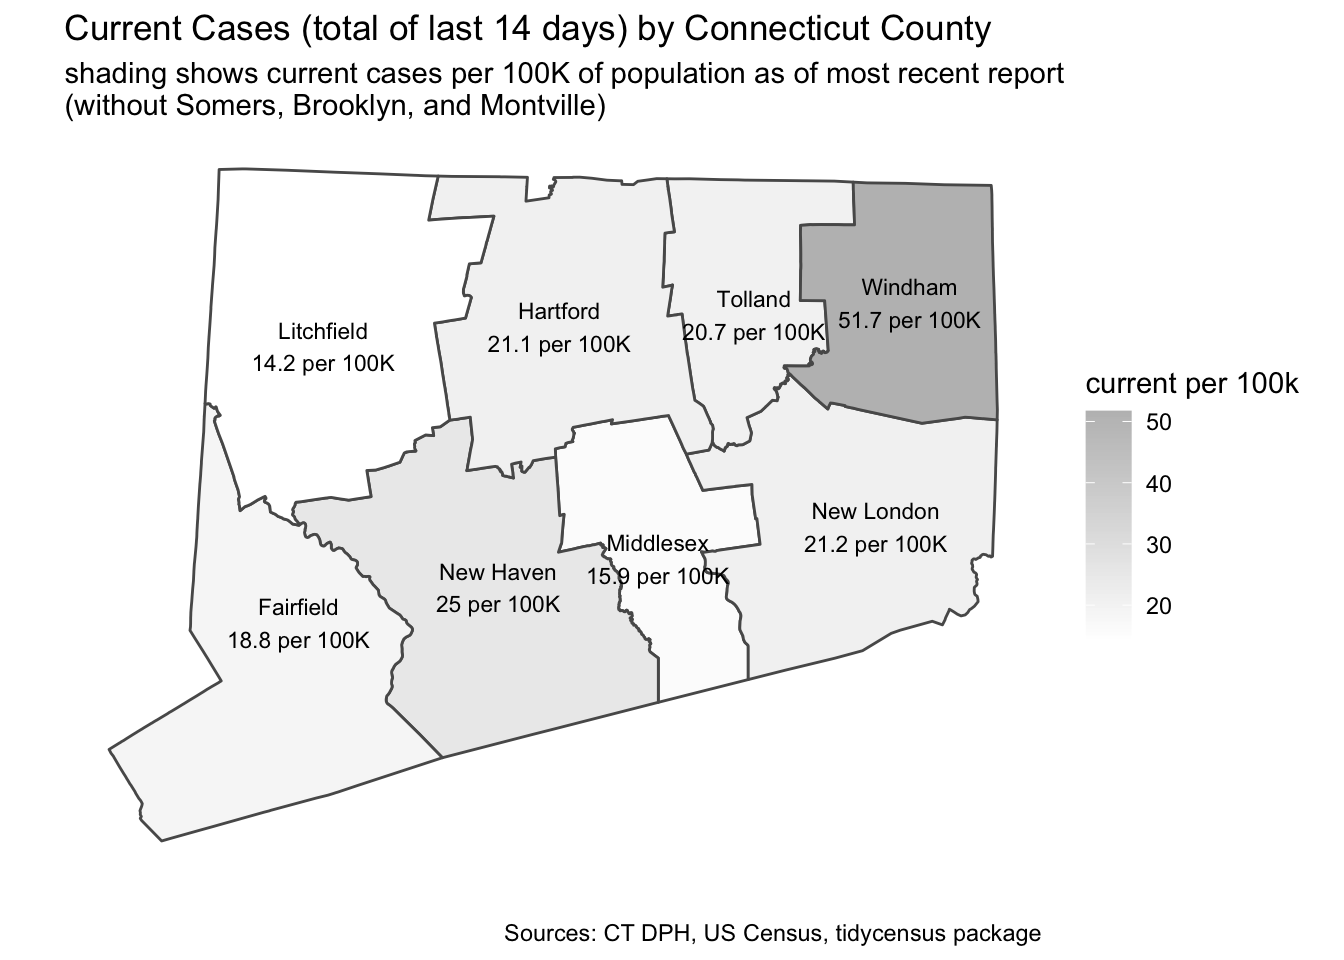 Current Cases (total of last 14 days) by Connecticut County
shading shows current cases per 100K of population as of most recent report
(without Somers, Brooklyn, and Montville)
Litchfield
14.2 per 100K
Hartford
21.1 per 100K
Tolland
20.7 per 100K
Windham
51.7 per 100K
Fairfield
18.8 per 100K
New Haven
25 per 100K
Middlesex
15.9 per 100K
New London
21.2 per 100K
current per 100k
50
40
30
20
Sources: CT DPH, US Census, tidycensus package